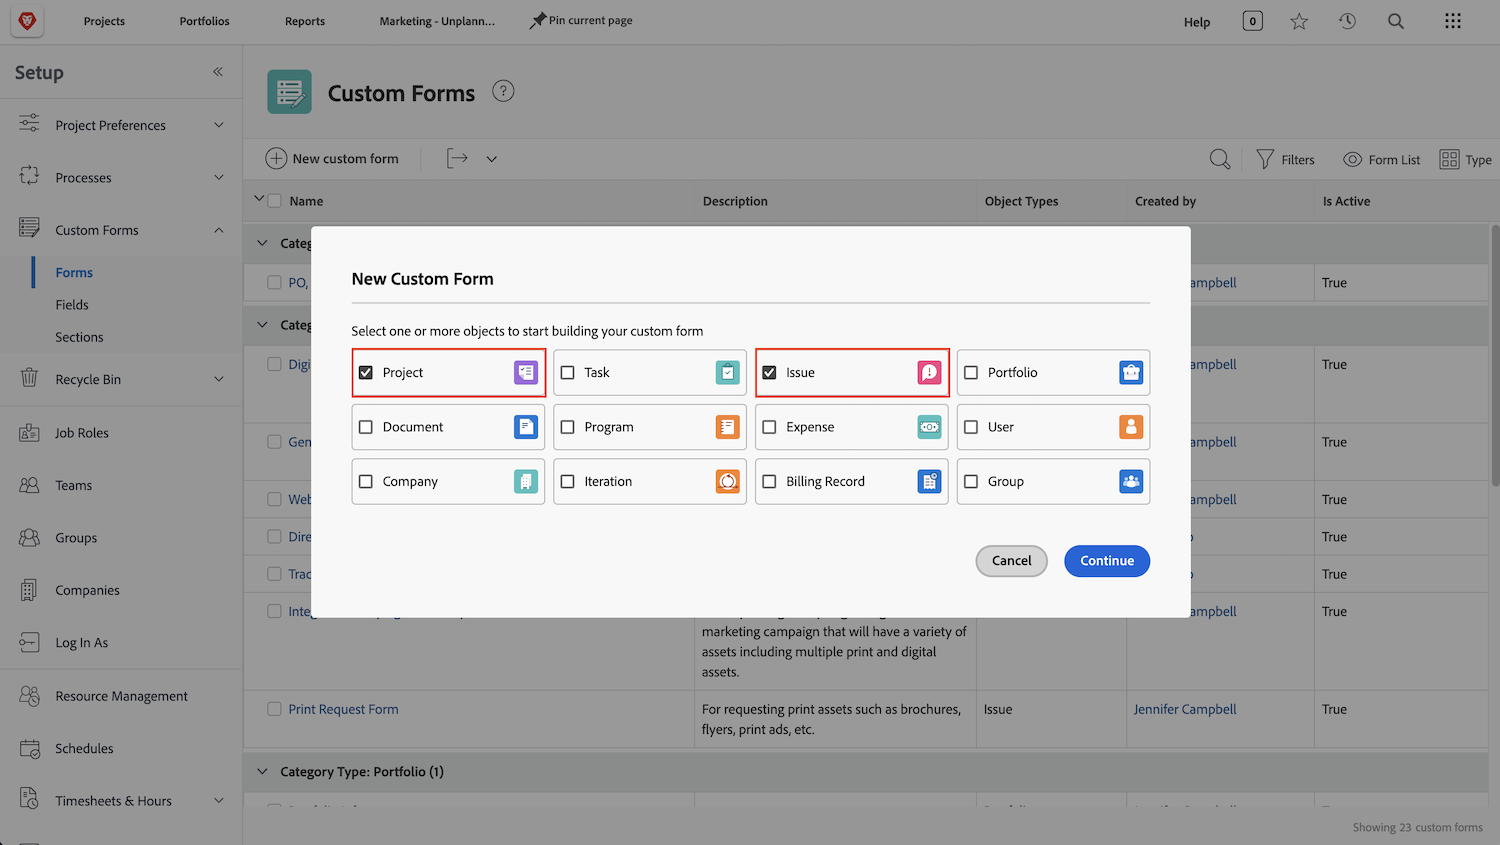 Projects
Portfolios
Reports
Marketing - Unplann...
Pin current page
Help
0
Setup
Custom Forms
?
Project Preferences
Processes
Custom Forms
Forms
Fields
Sections
Recycle Bin
Job Roles
Teams
Groups
Companies
Log In As
Resource Management
Schedules
Timesheets & Hours
New custom form
Filters
Form List
Type
Name
Description
Object Types
Created by
Is Active
Categ
PO,
ampbell
True
Categ
Digi
ampbell
True
Gen
ampbell
True
Web
ampbell
True
Dire
True
Trac
True
Integ
ampbell
True
New Custom Form
Select one or more objects to start building your custom form
Project
Task
Issue
Portfolio
Document
Program
Expense
User
Company
Iteration
Billing Record
Group
Cancel
Continue
marketing campaign that will have a variety of
assets including multiple print and digital
assets.
Print Request Form
For requesting print assets such as brochures,
flyers, print ads, etc.
Issue
Jennifer Campbell
True
Category Type: Portfolio (1)
Showing 23 custom forms